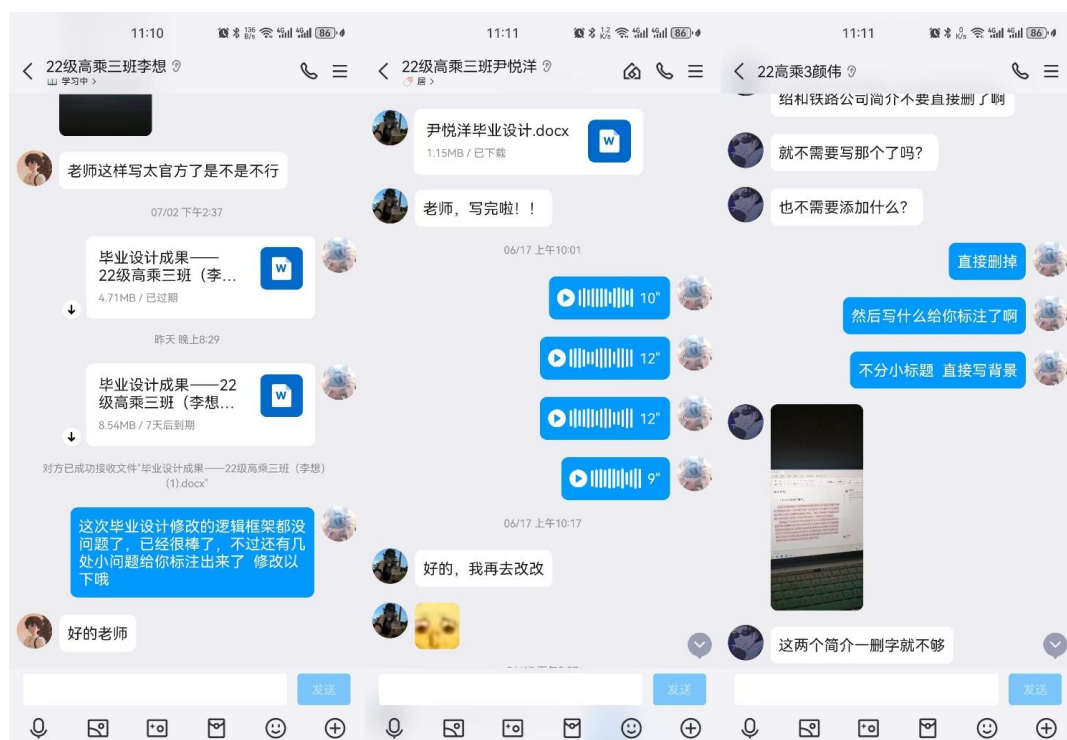 11:10
136
B/s
4G
4G
86
22级高乘三班李想
学习中 >
老师这样写太官方了是不是不行
07/02 下午2:37
毕业设计成果——
22级高乘三班（李...
4.71MB / 已过期
昨天 晚上8:29
毕业设计成果——22
级高乘三班（李想...
8.54MB / 7天后到期
对方已成功接收文件“毕业设计成果——22级高乘三班（李想）
(1).docx”
这次毕业设计修改的逻辑框架都没
问题了，已经很棒了，不过还有几
处小问题给你标注出来了 修改以
下哦
好的老师
发送
11:11
1.2
K/s
4G
4G
86
22级高乘三班尹悦洋
居 >
尹悦洋毕业设计.docx
1.15MB / 已下载
W
老师，写完啦！！
06/17 上午10:01
10"
12"
12"
9"
06/17 上午10:17
好的，我再去改改
发送
11:11
0
K/s
4G
4G
86
22高乘3颜伟
绍和铁路公司简介不要直接删了啊
就不需要写那个了吗？
也不需要添加什么？
直接删掉
然后写什么给你标注了啊
不分小标题 直接写背景
这两个简介一删字就不够
发送